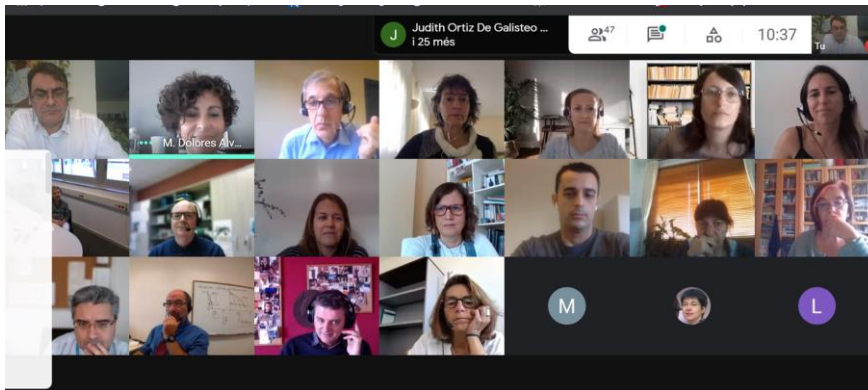 J
Judith Ortiz De Galisteo ...
i 25 més
47
10:37
Tu
M. Dolores Alv...
M
L